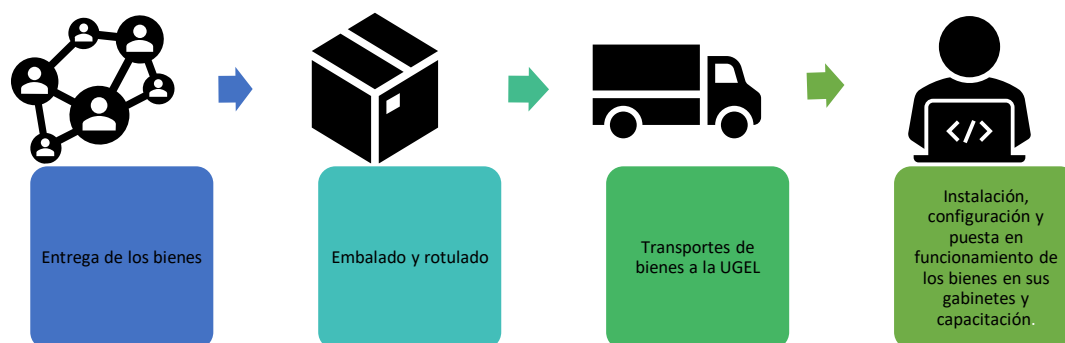 </>
Entrega de los bienes
Embalado y rotulado
Transportes de
bienes a la UGEL
Instalación,
configuración y
puesta en
funcionamiento de
los bienes en sus
gabinetes y
capacitación.